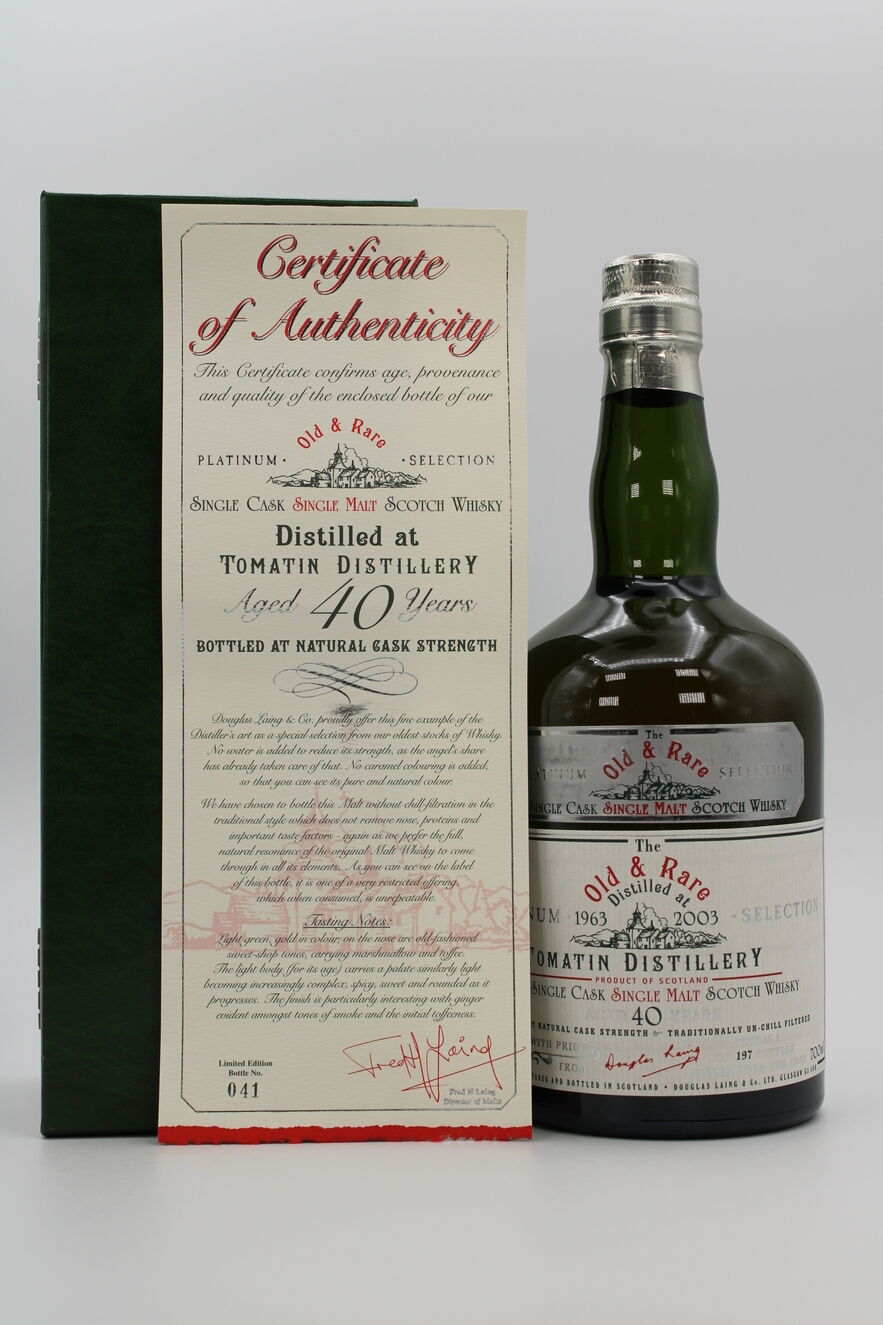 Certificate
of Authenticity
This Certificate confirms age, provenance
and quality of the enclosed bottle of our
Old & Rare
PLATINUM · · SELECTION
SINGLE CASK SINGLE MALT SCOTCH WHISKY
Distilled at
TOMATIN DISTILLERY
Aged 40 Years
BOTTLED AT NATURAL CASK STRENGTH
Douglas Laing & Co. proudly offer this fine example of the
Distiller's art as a special selection from our oldest stocks of Whisky.
No water is added to reduce its strength, as the angel's share
has already taken care of that. No caramel colouring is added,
so that you can see its pure and natural colour.
We have chosen to bottle this Malt without chill-filtration in the
traditional style which does not remove nose, proteins and
important taste factors - again as we prefer the full,
natural resonance of the original Malt Whisky to come
through in all its elements. As you can see on the label
of this bottle, it is one of a very restricted offering,
which when consumed, is unrepeatable.
Tasting Notes:
Light green, gold in colour, on the nose are old-fashioned
sweet-shop tones, carrying marshmallow and toffee.
The light body (for its age) carries a palate similarly light
becoming increasingly complex, spicy, sweet and rounded as it
progresses. The finish is particularly interesting with ginger
evident amongst tones of smoke and the initial toffeeness.
Limited Edition
Bottle No.
041
Fred H Laing
Fred H Laing
Director of Malts
The
Old & Rare
ATINUM SELECTION
INGLE CASK SINGLE MALT SCOTCH WHISKY
The
Old & Rare
Distilled at
NUM · 1963 2003 · SELECTION
TOMATIN DISTILLERY
PRODUCT OF SCOTLAND
SINGLE CASK SINGLE MALT SCOTCH WHISKY
AGED 40 YEARS
T NATURAL CASK STRENGTH & TRADITIONALLY UN-CHILL FILTERED
WITH PRIDE
FROM Douglas Laing 197 700
AND BOTTLED IN SCOTLAND · DOUGLAS LAING & Co. LTD. GLASGOW